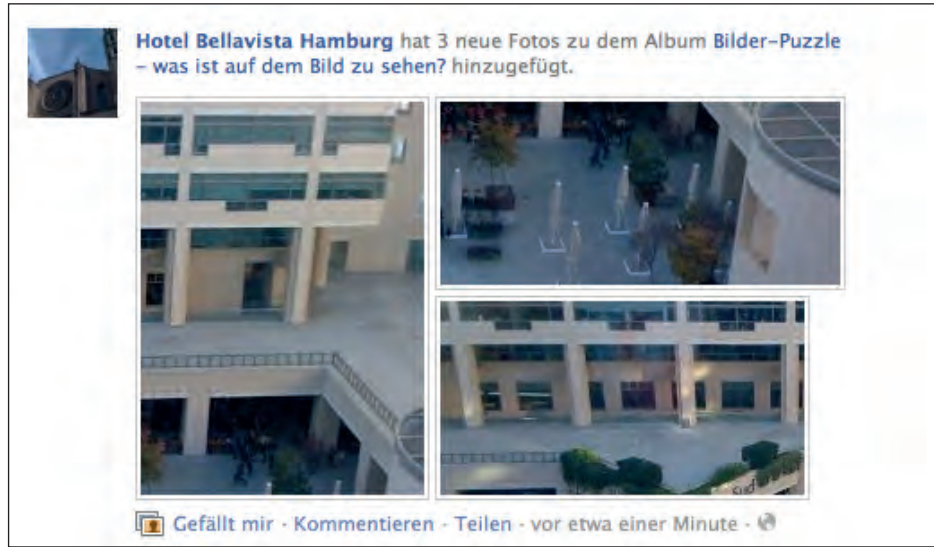 Hotel Bellavista Hamburg hat 3 neue Fotos zu dem Album Bilder-Puzzle
– was ist auf dem Bild zu sehen? hinzugefügt.
Gefällt mir · Kommentieren · Teilen · vor etwa einer Minute ·